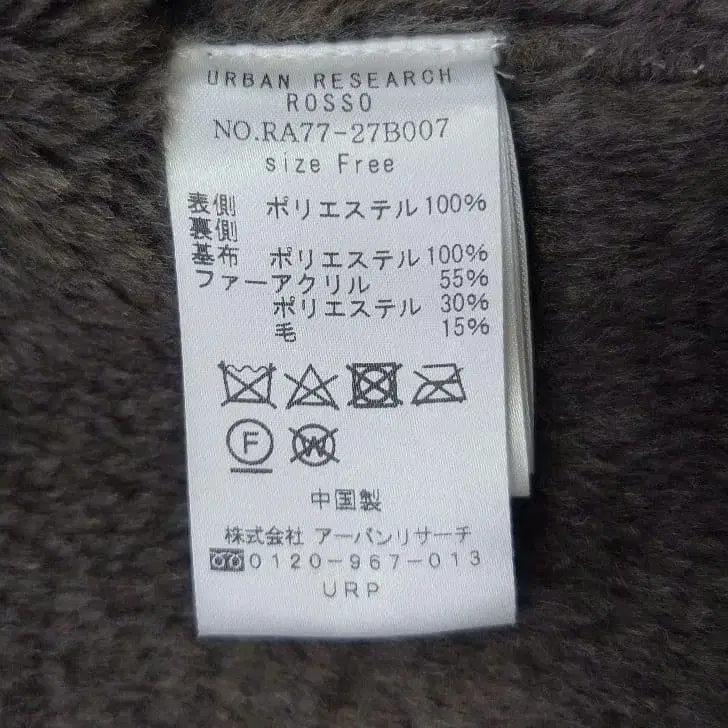 URBAN RESEARCH
ROSSO
NO.RA77-27B007
size Free
表側 ポリエステル 100%
裏側
基布 ポリエステル 100%
ファーアクリル 55%
ポリエステル 30%
毛 15%
F W
中国製
株式会社 アーバンリサーチ
0120-967-013
URP